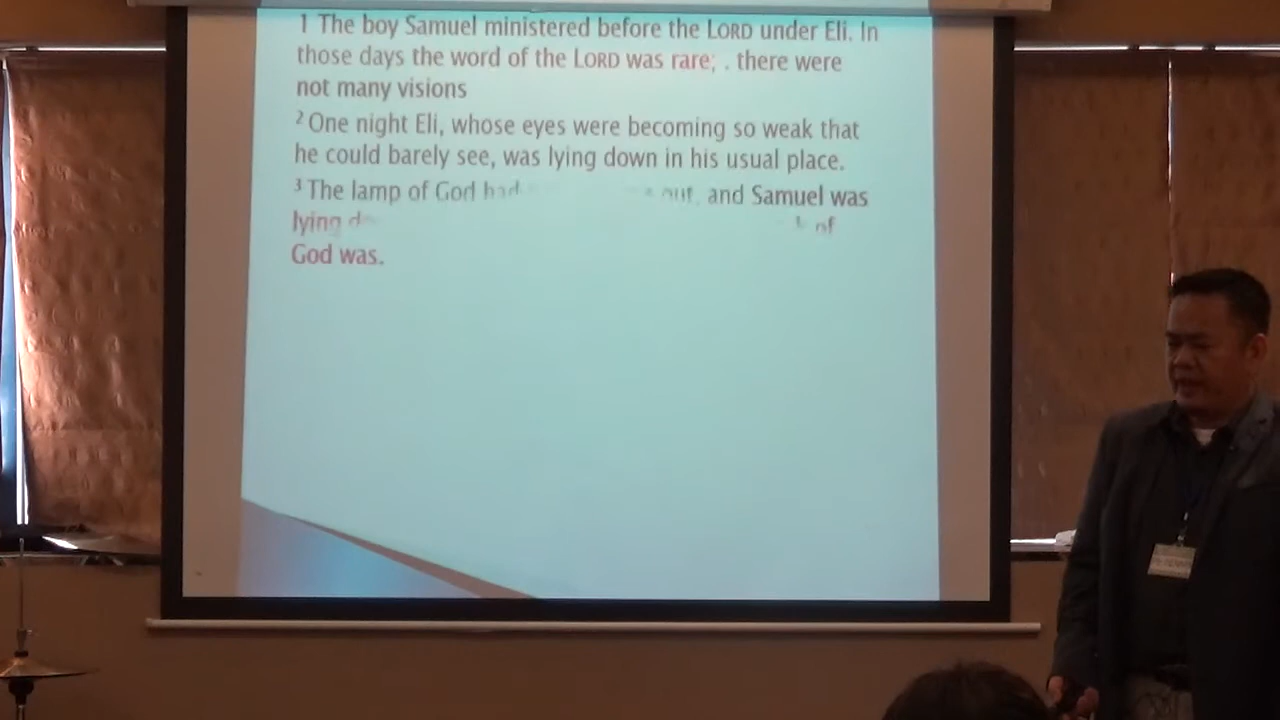 1 The boy Samuel ministered before the LORD under Eli. In
those days the word of the LORD was rare; . there were
not many visions
2 One night Eli, whose eyes were becoming so weak that
he could barely see, was lying down in his usual place.
3 The lamp of God had out, and Samuel was
lying of
God was.